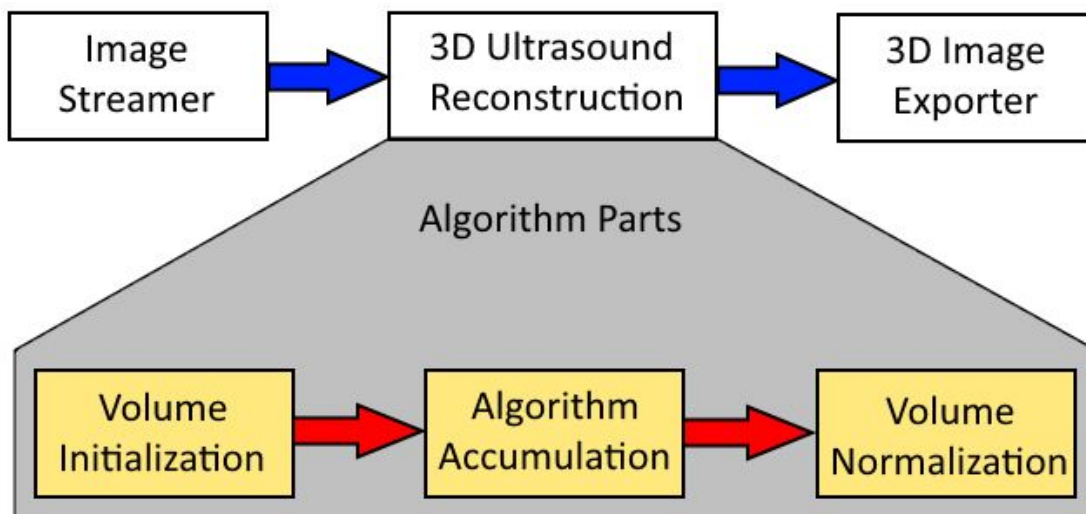 Image
Streamer
3D Ultrasound
Reconstruction
3D Image
Exporter
Algorithm Parts
Volume
Initialization
Algorithm
Accumulation
Volume
Normalization